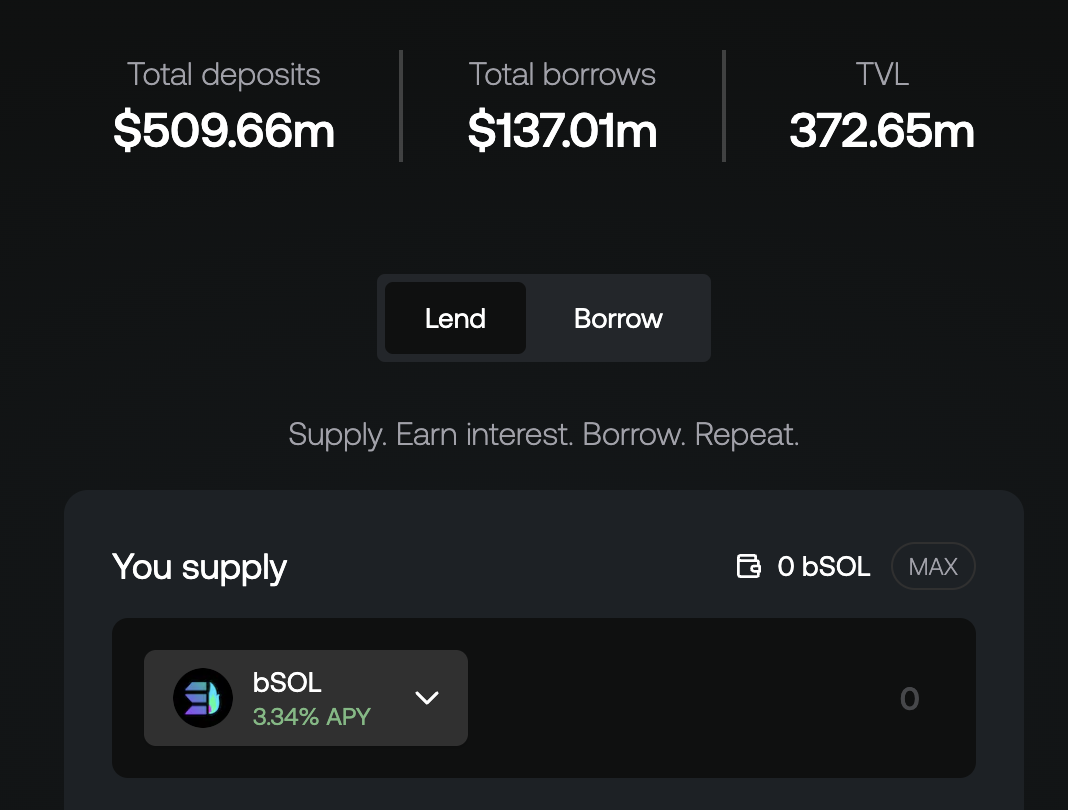 Total deposits
$509.66m
Total borrows
$137.01m
TVL
372.65m
Lend
Borrow
Supply. Earn interest. Borrow. Repeat.
You supply
0 bSOL
MAX
bSOL
3.34% APY
0